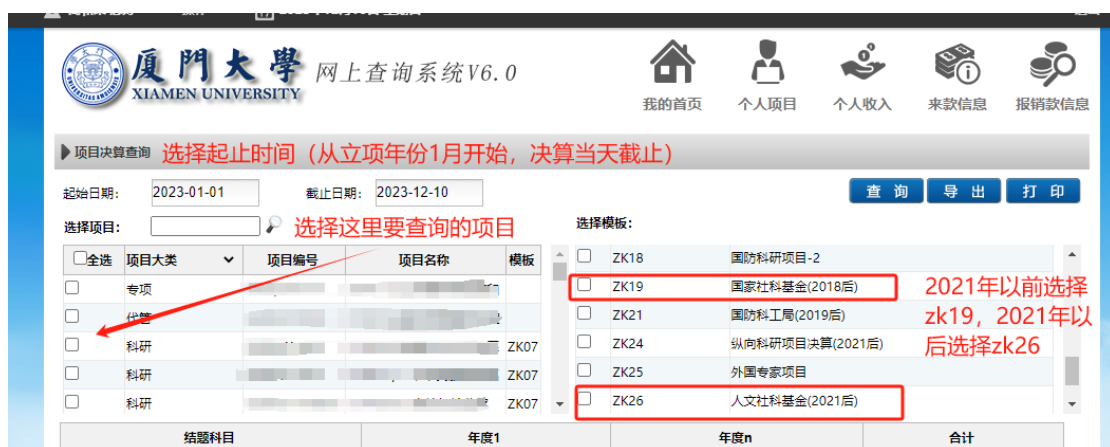 厦門大學 网上查询系统V6.0
XIAMEN UNIVERSITY
我的首页 个人项目 个人收入 来款信息 报销款信息
项目决算查询 选择起止时间（从立项年份1月开始，决算当天截止）
起始日期: 2023-01-01 截止日期: 2023-12-10 查 询 导 出 打 印
选择项目: 选择这里要查询的项目 选择模板:
全选 项目大类 项目编号 项目名称 模板
ZK18 国防科研项目-2
专项
ZK19 国家社科基金(2018后)
代管
ZK21 国防科工局(2019后)
科研 ZK07
ZK24 纵向科研项目决算(2021后)
科研 ZK07
ZK25 外国专家项目
科研 ZK07
ZK26 人文社科基金(2021后)
2021年以前选择
zk19，2021年以
后选择zk26
结题科目 年度1 年度n 合计